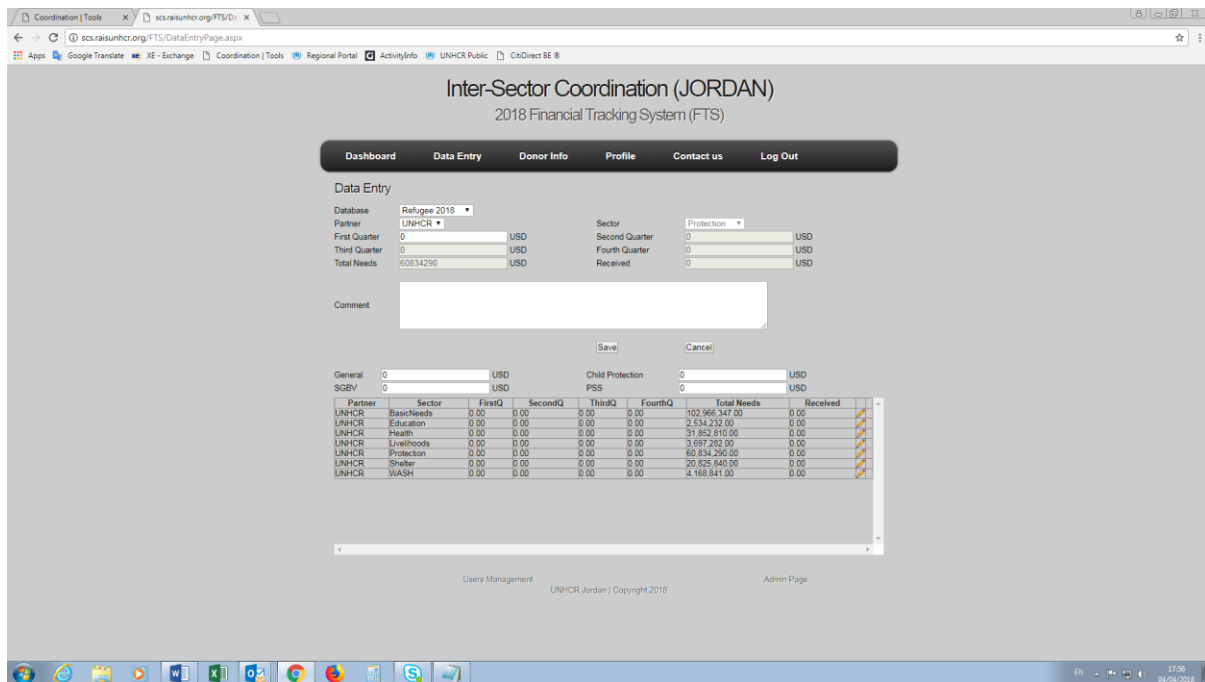 Coordination | Tools
scs.raisunhcr.org/FTS/Da
scs.raisunhcr.org/FTS/DataEntryPage.aspx
Apps Google Translate XE - Exchange Coordination | Tools Regional Portal ActivityInfo UNHCR Public CitiDirect BE ®
Inter-Sector Coordination (JORDAN)
2018 Financial Tracking System (FTS)
Dashboard Data Entry Donor Info Profile Contact us Log Out
Data Entry
Database Refugee 2018
Partner UNHCR Sector Protection
First Quarter 0 USD Second Quarter 0 USD
Third Quarter 0 USD Fourth Quarter 0 USD
Total Needs 60834290 USD Received 0 USD
Comment
Save Cancel
General 0 USD Child Protection 0 USD
SGBV 0 USD PSS 0 USD
Partner Sector FirstQ SecondQ ThirdQ FourthQ Total Needs Received
UNHCR BasicNeeds 0.00 0.00 0.00 0.00 102,966,347.00 0.00
UNHCR Education 0.00 0.00 0.00 0.00 2,534,232.00 0.00
UNHCR Health 0.00 0.00 0.00 0.00 31,852,810.00 0.00
UNHCR Livelihoods 0.00 0.00 0.00 0.00 3,697,282.00 0.00
UNHCR Protection 0.00 0.00 0.00 0.00 60,834,290.00 0.00
UNHCR Shelter 0.00 0.00 0.00 0.00 20,825,840.00 0.00
UNHCR WASH 0.00 0.00 0.00 0.00 4,168,841.00 0.00
Users Management Admin Page
UNHCR Jordan | Copyright 2018
EN 17:56
04/04/2018